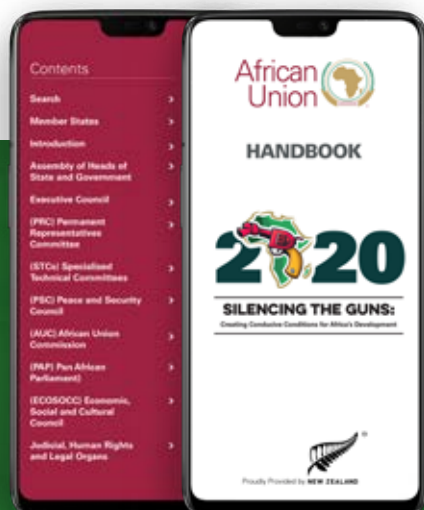 Contents
Search
Member States
Introduction
Assembly of Heads of
State and Government
Executive Council
(PRC) Permanent
Representatives
Committee
(STCs) Specialised
Technical Committees
(PSC) Peace and Security
Council
(AUC) African Union
Commission
(PAP) Pan African
Parliament)
(ECOSOCC) Economic,
Social and Cultural
Council
Judicial, Human Rights
and Legal Organs
African
Union
HANDBOOK
2020
SILENCING THE GUNS:
Creating Conducive Conditions for Africa's Development
Proudly Provided by NEW ZEALAND